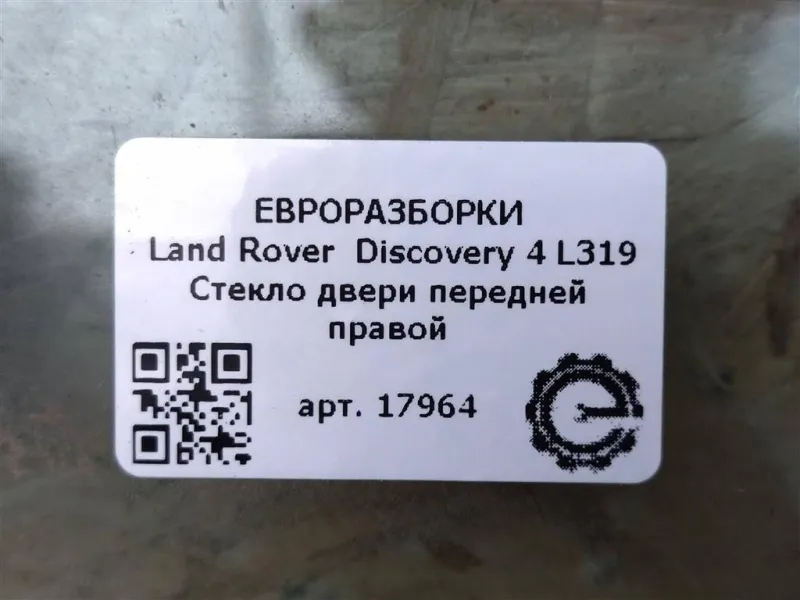 ЕВРОРАЗБОРКИ
Land Rover Discovery 4 L319
Стекло двери передней
правой
арт. 17964